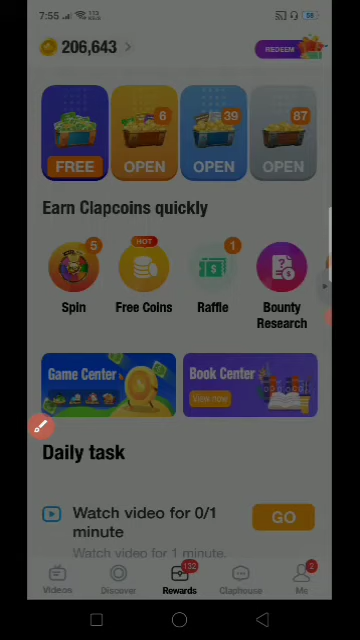 7:55
58
206,643
REDEEM
6
39
87
FREE
OPEN
OPEN
OPEN
Earn Clapcoins quickly
5
HOT
1
Spin
Free Coins
Raffle
Bounty
Research
Game Center
Book Center
View now
Daily task
Watch video for 0/1
minute
GO
Watch video for 1 minute.
132
2
Videos
Discover
Rewards
Claphouse
Me